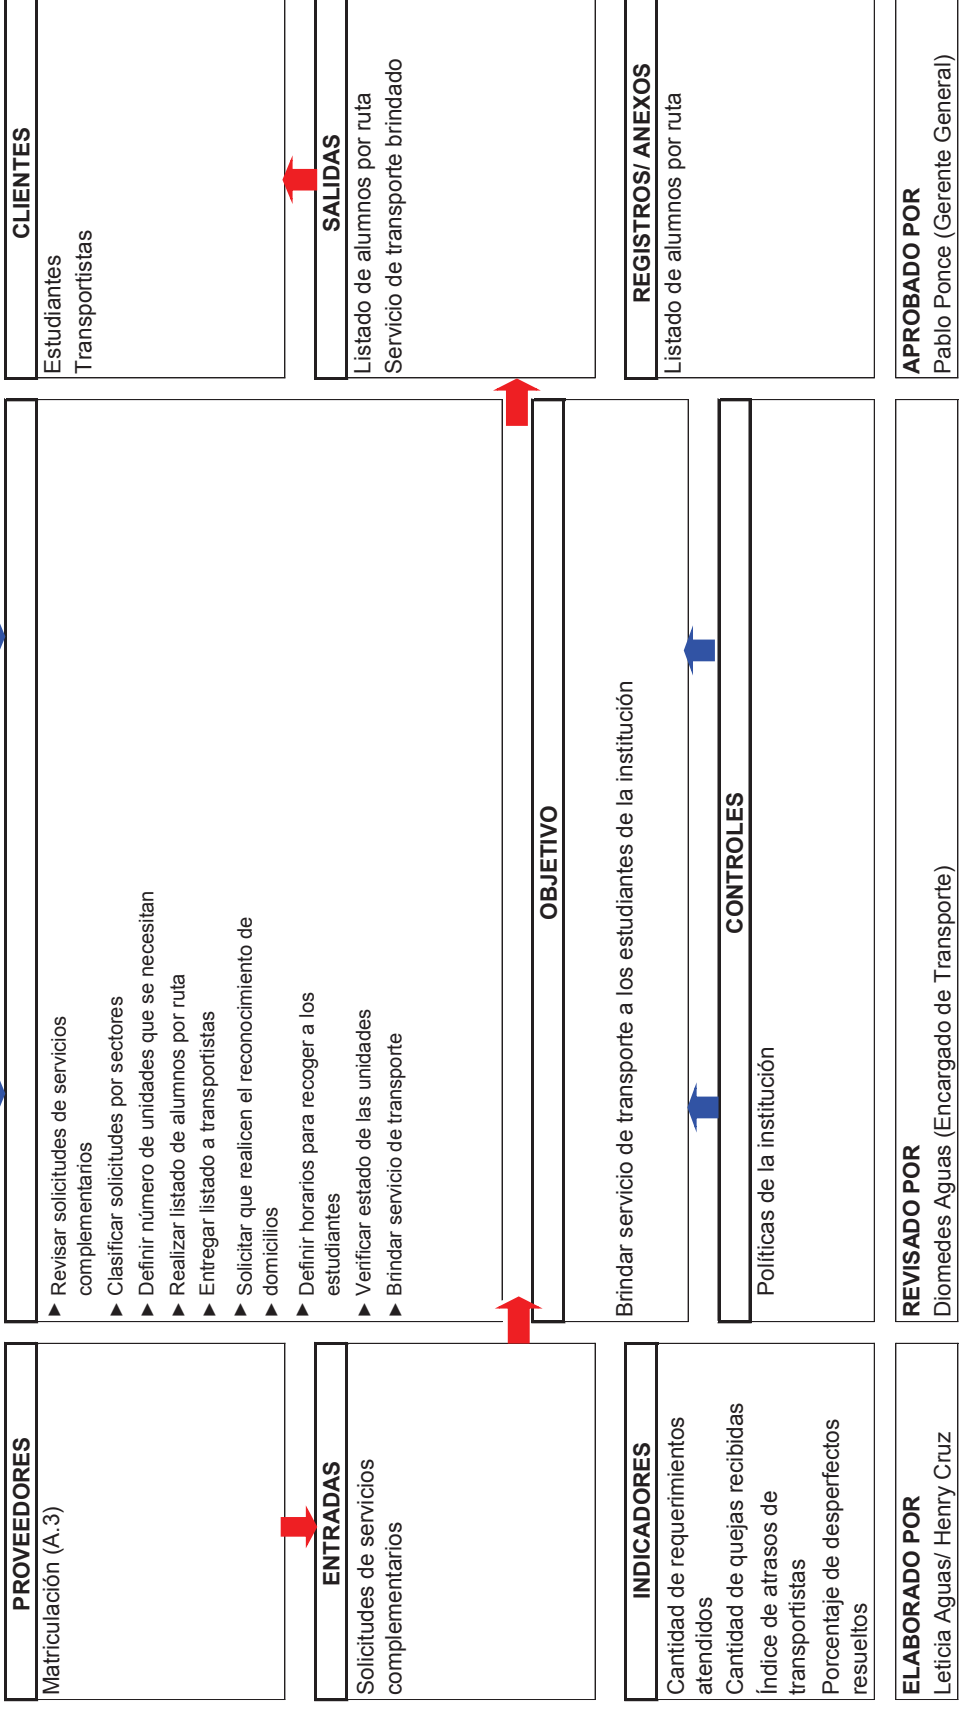 PROVEEDORES
Matriculación (A.3)
ENTRADAS
Solicitudes de servicios
complementarios
INDICADORES
Cantidad de requerimientos
atendidos
Cantidad de quejas recibidas
Índice de atrasos de
transportistas
Porcentaje de desperfectos
resueltos
ELABORADO POR
Leticia Aguas/ Henry Cruz
► Revisar solicitudes de servicios
complementarios
► Clasificar solicitudes por sectores
► Definir número de unidades que se necesitan
► Realizar listado de alumnos por ruta
► Entregar listado a transportistas
► Solicitar que realicen el reconocimiento de
► domicilios
► Definir horarios para recoger a los
estudiantes
► Verificar estado de las unidades
► Brindar servicio de transporte
OBJETIVO
Brindar servicio de transporte a los estudiantes de la institución
CONTROLES
Políticas de la institución
REVISADO POR
Diomedes Aguas (Encargado de Transporte)
CLIENTES
Estudiantes
Transportistas
SALIDAS
Listado de alumnos por ruta
Servicio de transporte brindado
REGISTROS/ ANEXOS
Listado de alumnos por ruta
APROBADO POR
Pablo Ponce (Gerente General)